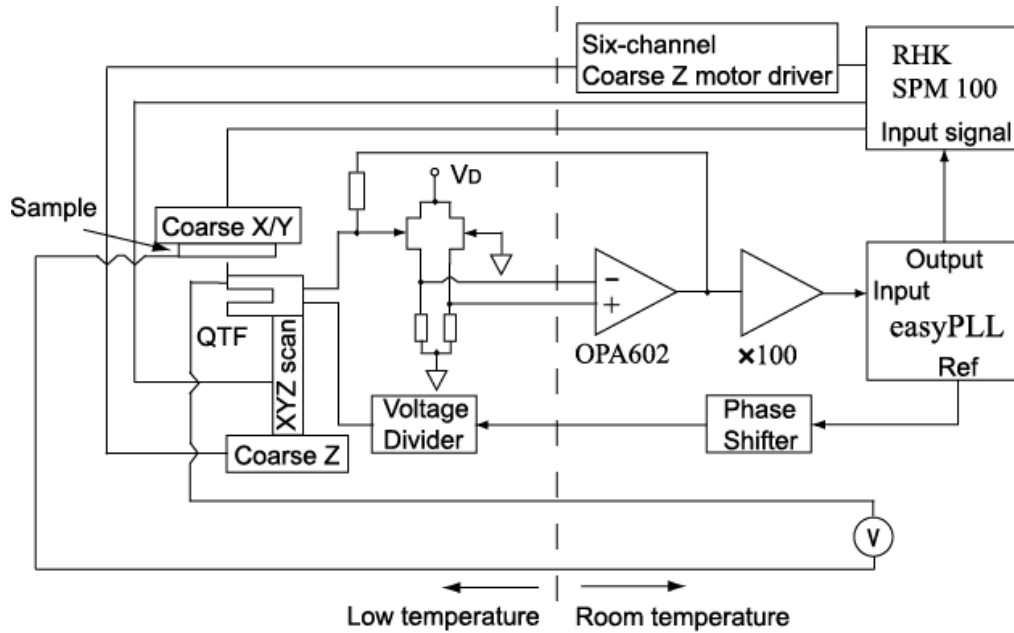 Six-channel
Coarse Z motor driver
RHK
SPM 100
Input signal
VD
Sample
Coarse X/Y
Output
Input
easyPLL
Ref
−
+
OPA602
×100
QTF
XYZ scan
Voltage
Divider
Phase
Shifter
Coarse Z
V
Low temperature
Room temperature